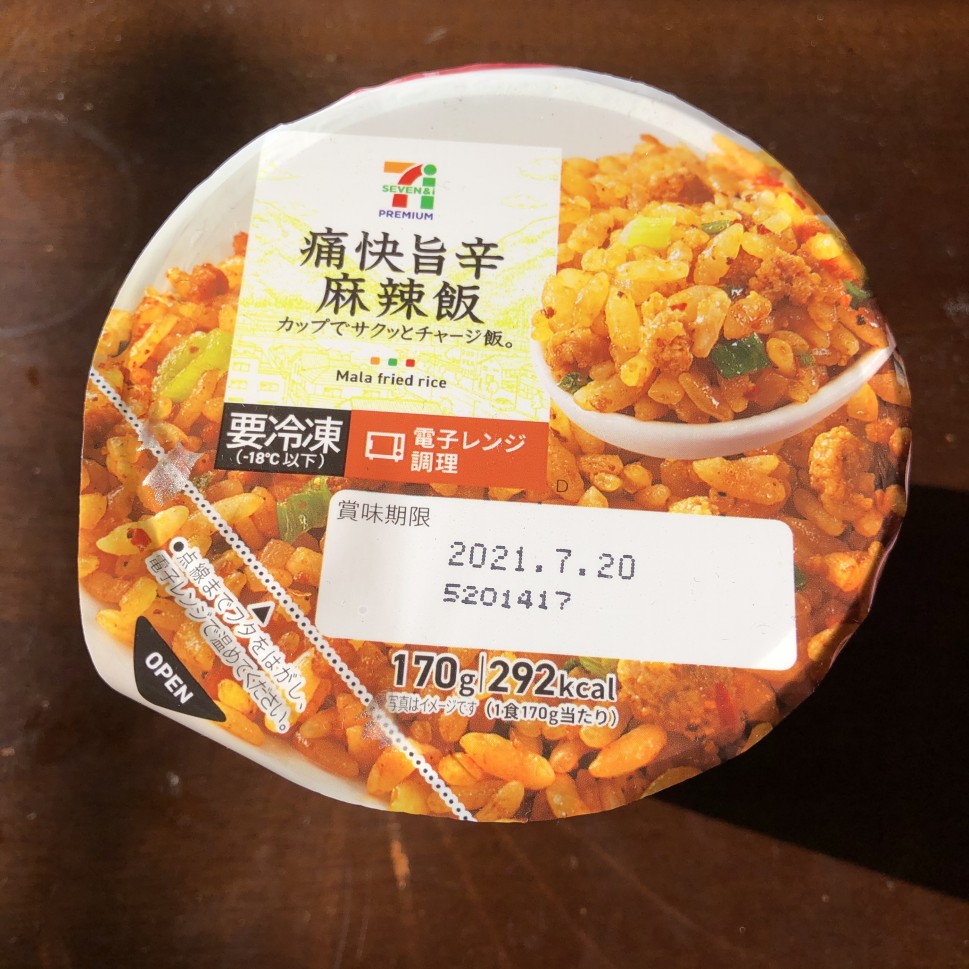 SEVEN&i
PREMIUM
痛快旨辛
麻辣飯
カップでサクッとチャージ飯。
Mala fried rice
要冷凍
(-18℃以下)
電子レンジ
調理
D
賞味期限
2021.7.20
5201417
●点線までフタをはがし、
電子レンジで温めてください。
OPEN
170g|292kcal
写真はイメージです (1食170g当たり)